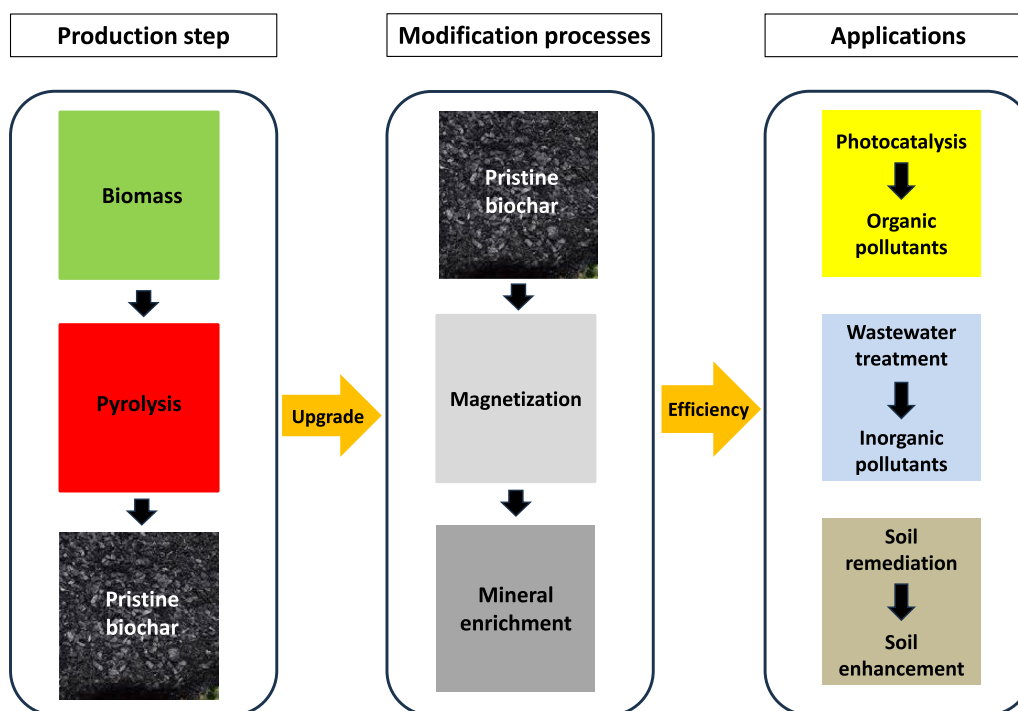 Production step
Modification processes
Applications
Biomass
Pyrolysis
Pristine
biochar
Upgrade
Pristine
biochar
Magnetization
Mineral
enrichment
Efficiency
Photocatalysis
Organic
pollutants
Wastewater
treatment
Inorganic
pollutants
Soil
remediation
Soil
enhancement